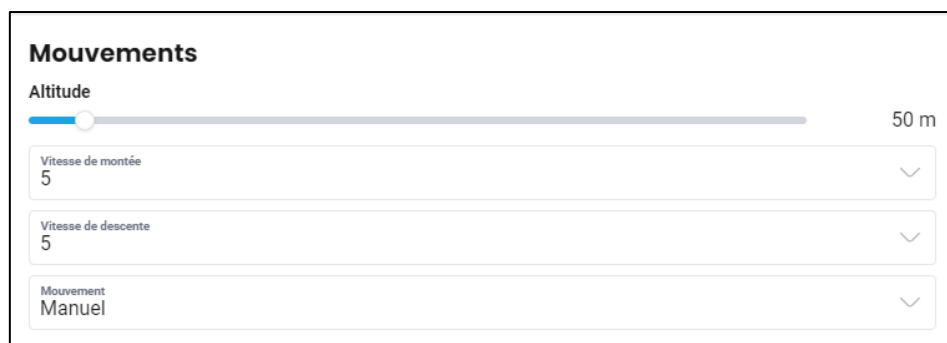 Mouvements
Altitude
50 m
Vitesse de montée
5
Vitesse de descente
5
Mouvement
Manuel